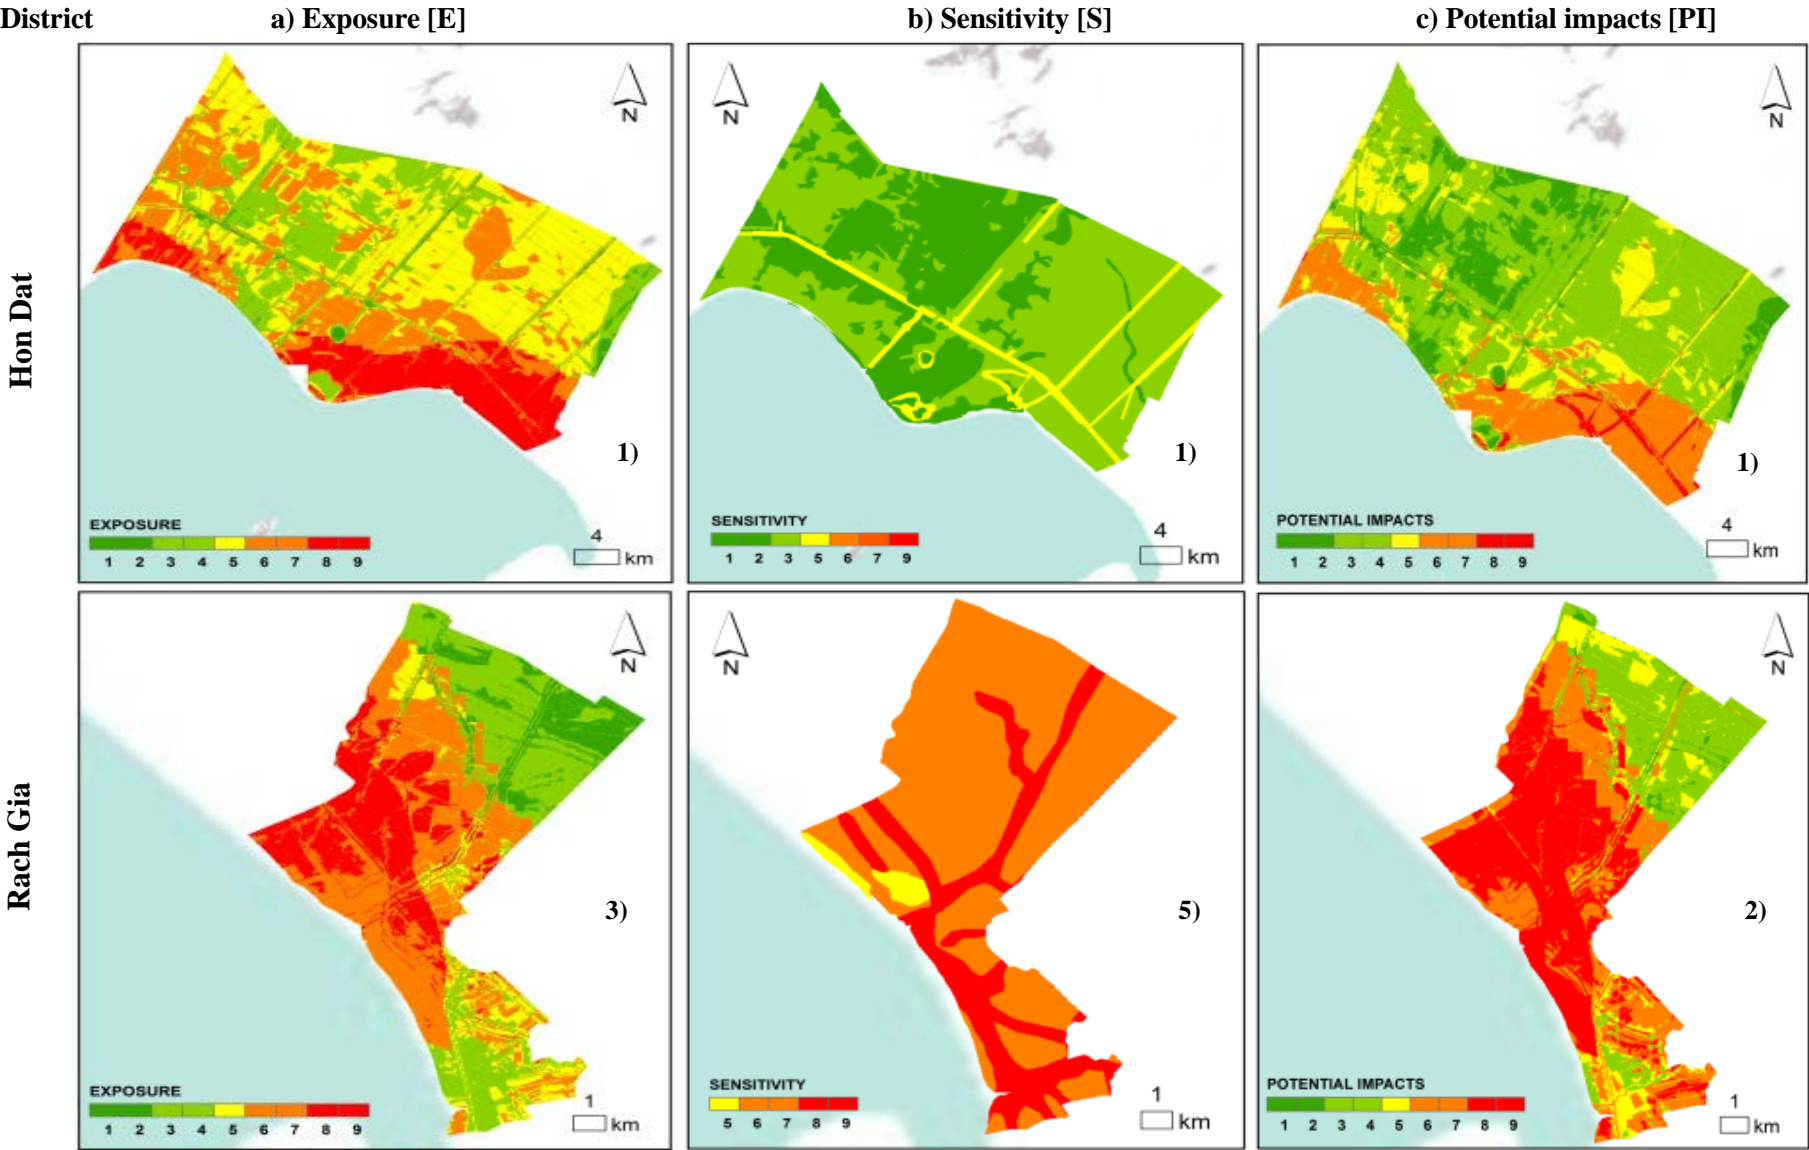 District a) Exposure [E] b) Sensitivity [S] c) Potential impacts [PI]
Hon Dat
N
1)
EXPOSURE
1 2 3 4 5 6 7 8 9
4
km
N
1)
SENSITIVITY
1 2 3 4 5 6 7 9
4
km
N
1)
POTENTIAL IMPACTS
1 2 3 4 5 6 7 8 9
4
km
Rach Gia
N
3)
EXPOSURE
1 2 3 4 5 6 7 8 9
1
km
N
5)
SENSITIVITY
5 6 7 8 9
1
km
N
2)
POTENTIAL IMPACTS
1 2 3 4 5 6 7 8 9
1
km